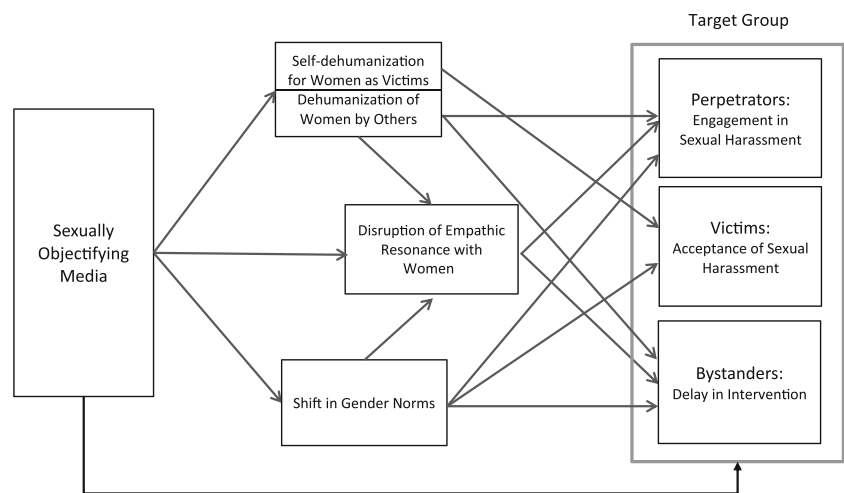 Target Group
Self-dehumanization
for Women as Victims
Dehumanization of
Women by Others
Perpetrators:
Engagement in
Sexual Harassment
Sexually
Objectifying
Media
Disruption of Empathic
Resonance with
Women
Victims:
Acceptance of Sexual
Harassment
Shift in Gender Norms
Bystanders:
Delay in Intervention